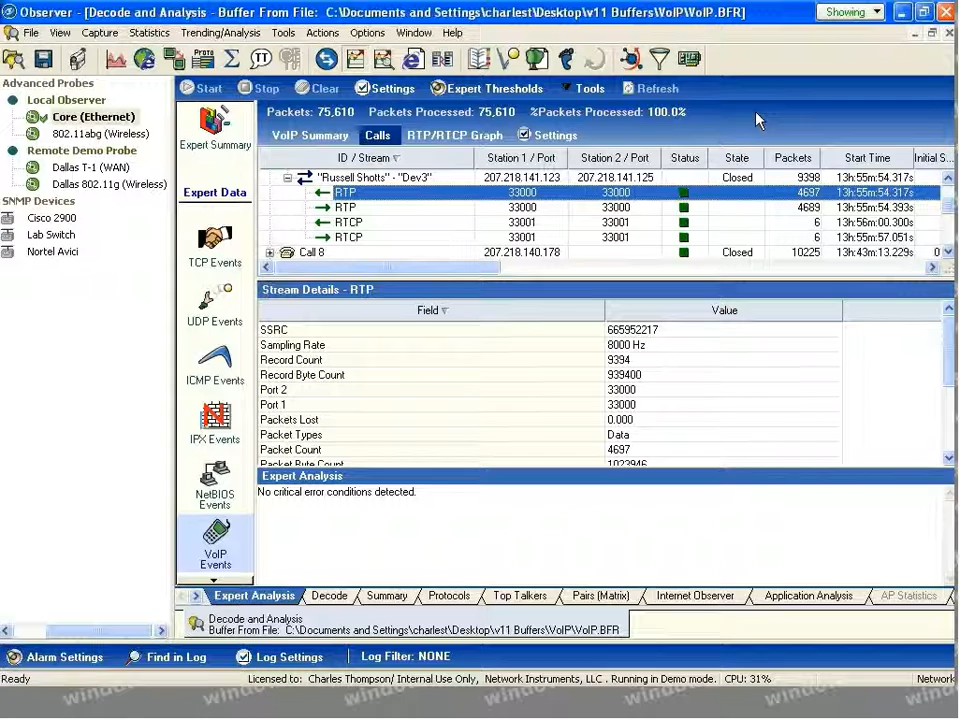 Observer - [Decode and Analysis - Buffer From File: C:\Documents and Settings\charlest\Desktop\v11 Buffers\VoIP\VoIP.BFR] Showing
File View Capture Statistics Trending/Analysis Tools Actions Options Window Help
Advanced Probes
Local Observer
Core (Ethernet)
802.11abg (Wireless)
Remote Demo Probe
Dallas T-1 (WAN)
Dallas 802.11g (Wireless)
SNMP Devices
Cisco 2900
Lab Switch
Nortel Avici
Start Stop Clear Settings Expert Thresholds Tools Refresh
Expert Summary
Expert Data
TCP Events
UDP Events
ICMP Events
IPX Events
NetBIOS
Events
VoIP
Events
Packets: 75,610 Packets Processed: 75,610 %Packets Processed: 100.0%
VoIP Summary Calls RTP/RTCP Graph Settings
ID / Stream Station 1 / Port Station 2 / Port Status State Packets Start Time Initial S...
"Russell Shotts" - "Dev3" 207.218.141.123 207.218.141.125 Closed 9398 13h:55m:54.317s
RTP 33000 33000 4697 13h:55m:54.317s
RTP 33000 33000 4689 13h:55m:54.393s
RTCP 33001 33001 6 13h:56m:00.300s
RTCP 33001 33001 6 13h:55m:57.051s
Call 8 207.218.140.178 Closed 10225 13h:43m:13.229s 0
Stream Details - RTP
Field Value
SSRC 665952217
Sampling Rate 8000 Hz
Record Count 9394
Record Byte Count 939400
Port 2 33000
Port 1 33000
Packets Lost 0.000
Packet Types Data
Packet Count 4697
Packet Byte Count 1023946
Expert Analysis
No critical error conditions detected.
Expert Analysis Decode Summary Protocols Top Talkers Pairs (Matrix) Internet Observer Application Analysis AP Statistics
Decode and Analysis
Buffer From File: C:\Documents and Settings\charlest\Desktop\v11 Buffers\VoIP\VoIP.BFR
Alarm Settings Find in Log Log Settings Log Filter: NONE
Ready Licensed to: Charles Thompson/ Internal Use Only, Network Instruments, LLC . Running in Demo mode. CPU: 31% Network